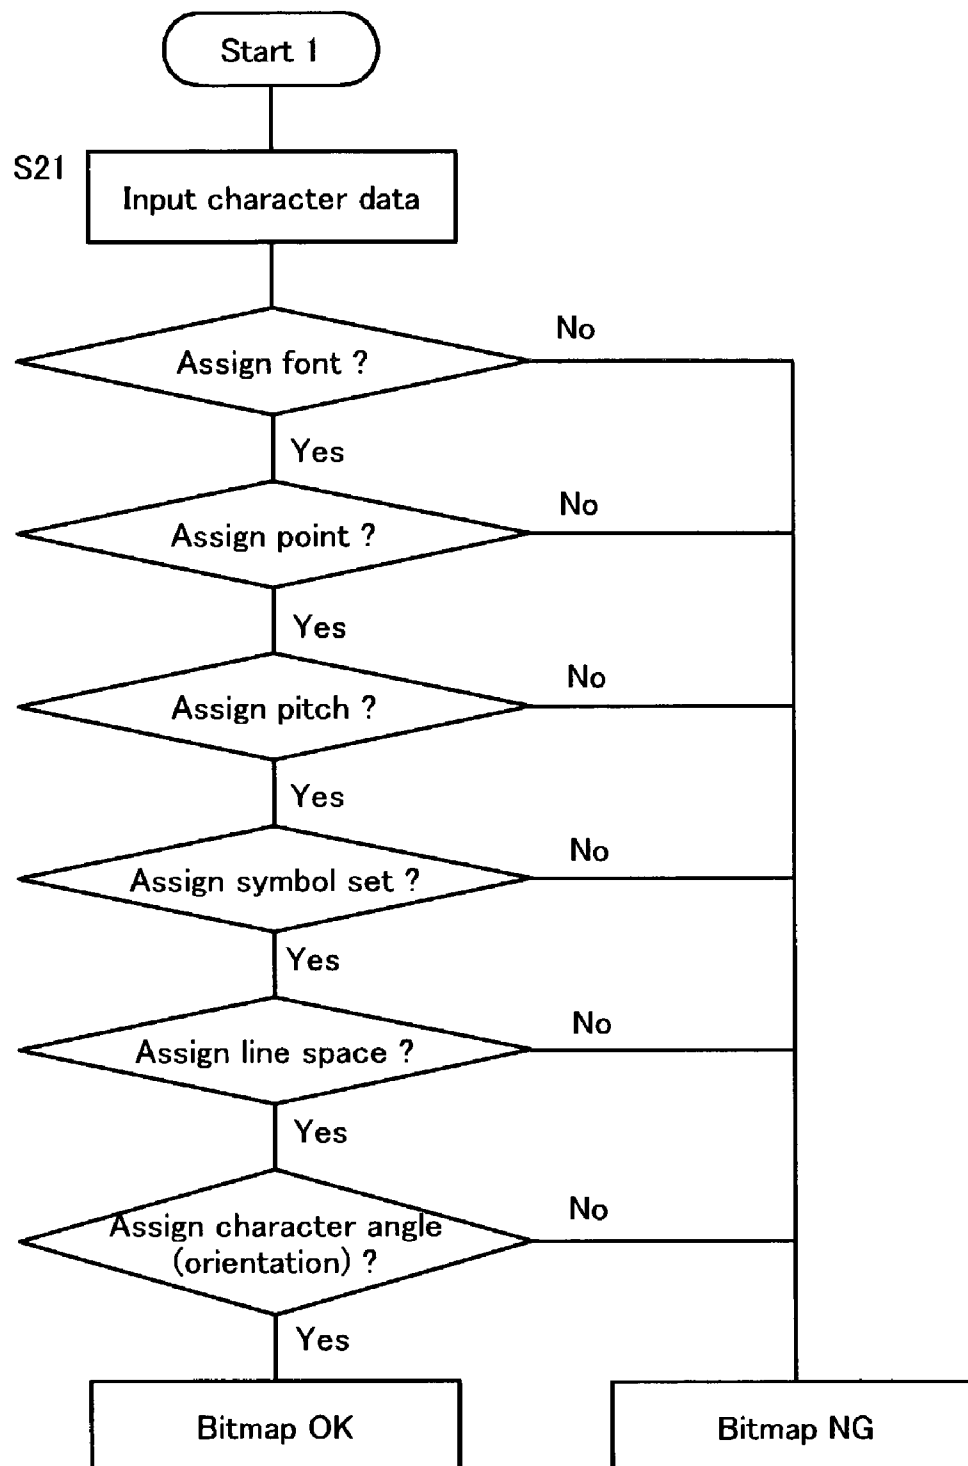 Start 1
S21
Input character data
No
Assign font ?
Yes
No
Assign point ?
Yes
No
Assign pitch ?
Yes
No
Assign symbol set ?
Yes
No
Assign line space ?
Yes
No
Assign character angle
(orientation) ?
Yes
Bitmap OK
Bitmap NG